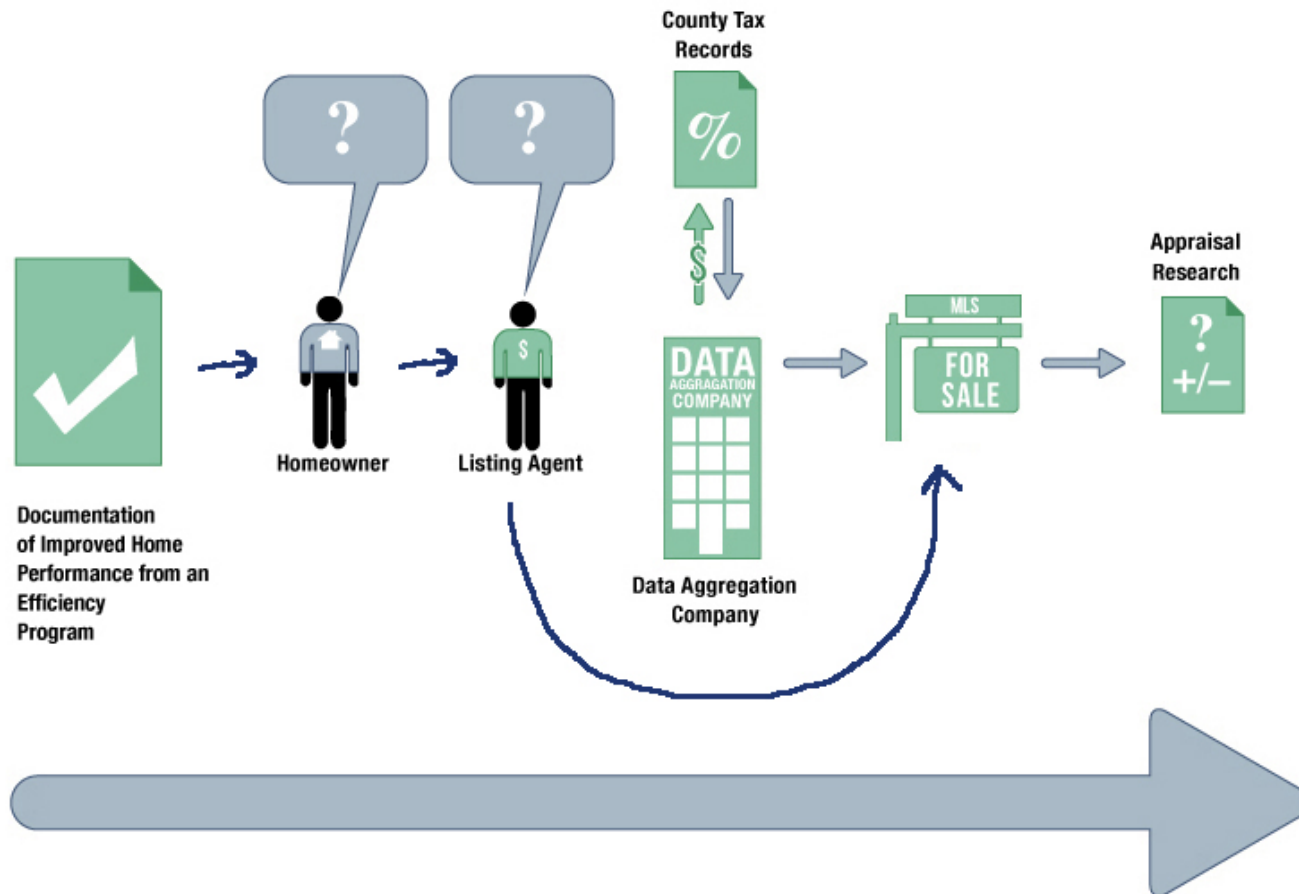 County Tax
Records
?
?
%
$
Appraisal
Research
MLS
FOR
SALE
?
+/–
DATA
AGGRAGATION
COMPANY
$
Homeowner
Listing Agent
Documentation
of Improved Home
Performance from an
Efficiency
Program
Data Aggregation
Company